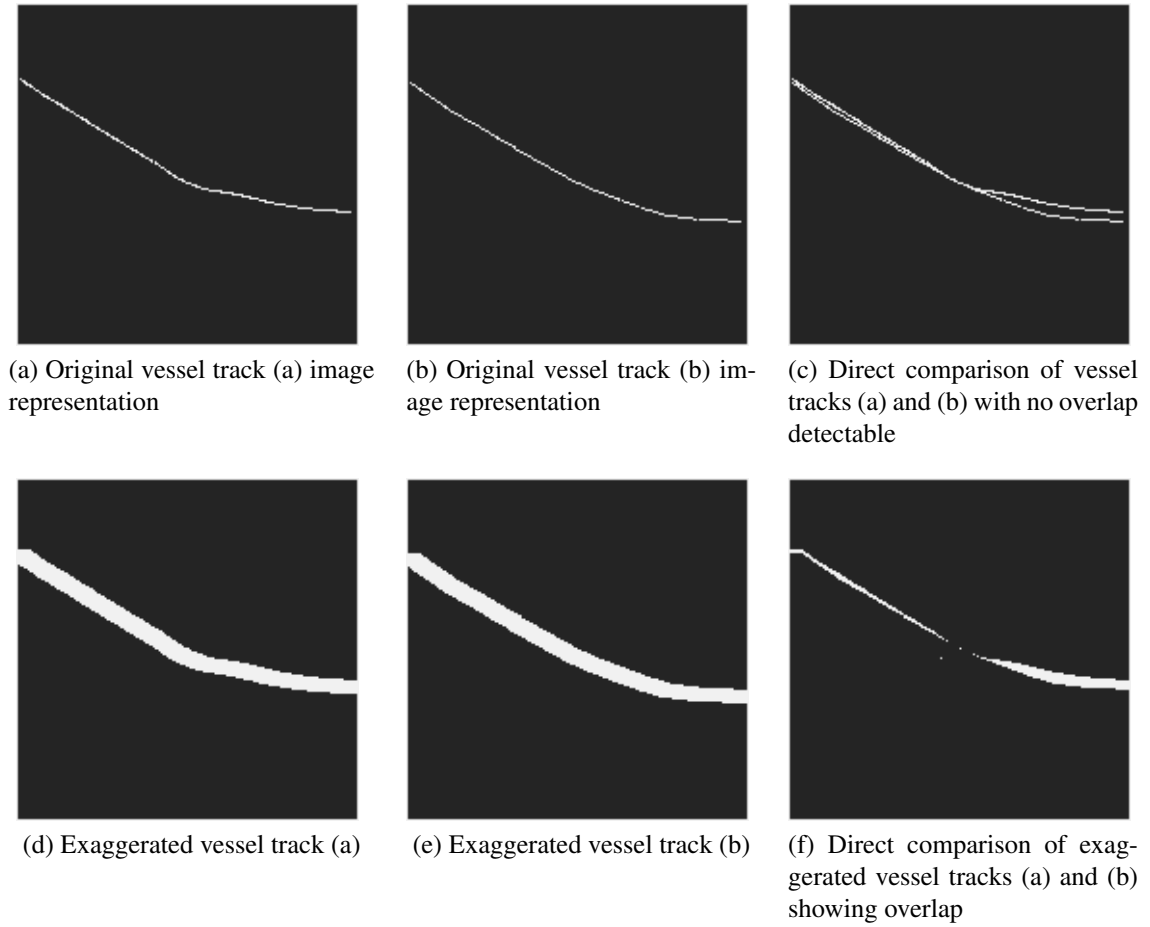 (a) Original vessel track (a) image
representation
(b) Original vessel track (b) im-
age representation
(c) Direct comparison of vessel
tracks (a) and (b) with no overlap
detectable
(d) Exaggerated vessel track (a)
(e) Exaggerated vessel track (b)
(f) Direct comparison of exag-
gerated vessel tracks (a) and (b)
showing overlap